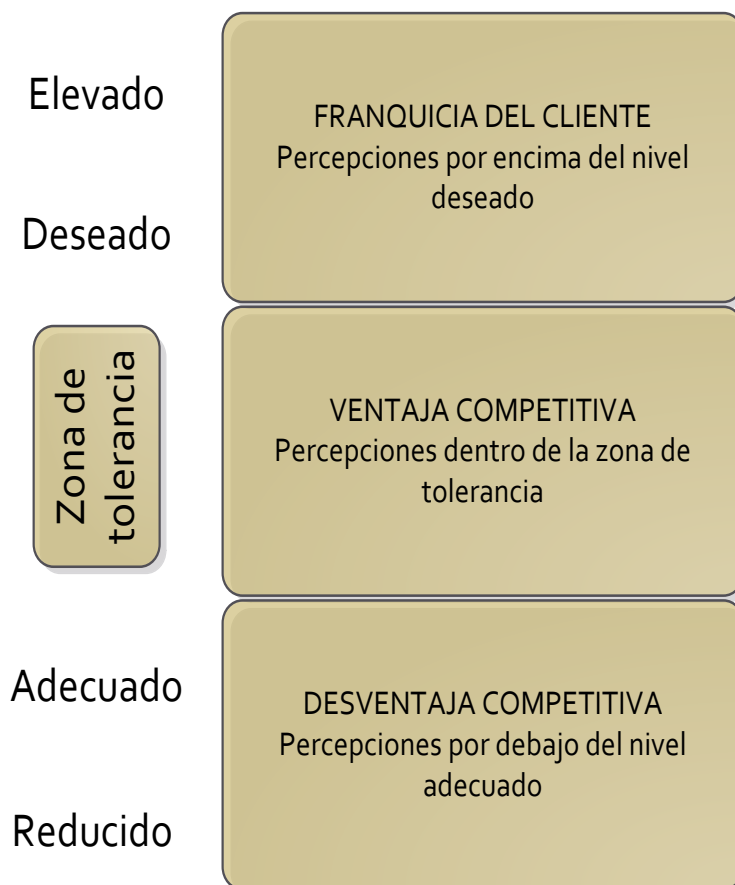 Elevado
FRANQUICIA DEL CLIENTE
Percepciones por encima del nivel
deseado
Deseado
Zona de
tolerancia
VENTAJA COMPETITIVA
Percepciones dentro de la zona de
tolerancia
Adecuado
DESVENTAJA COMPETITIVA
Percepciones por debajo del nivel
adecuado
Reducido